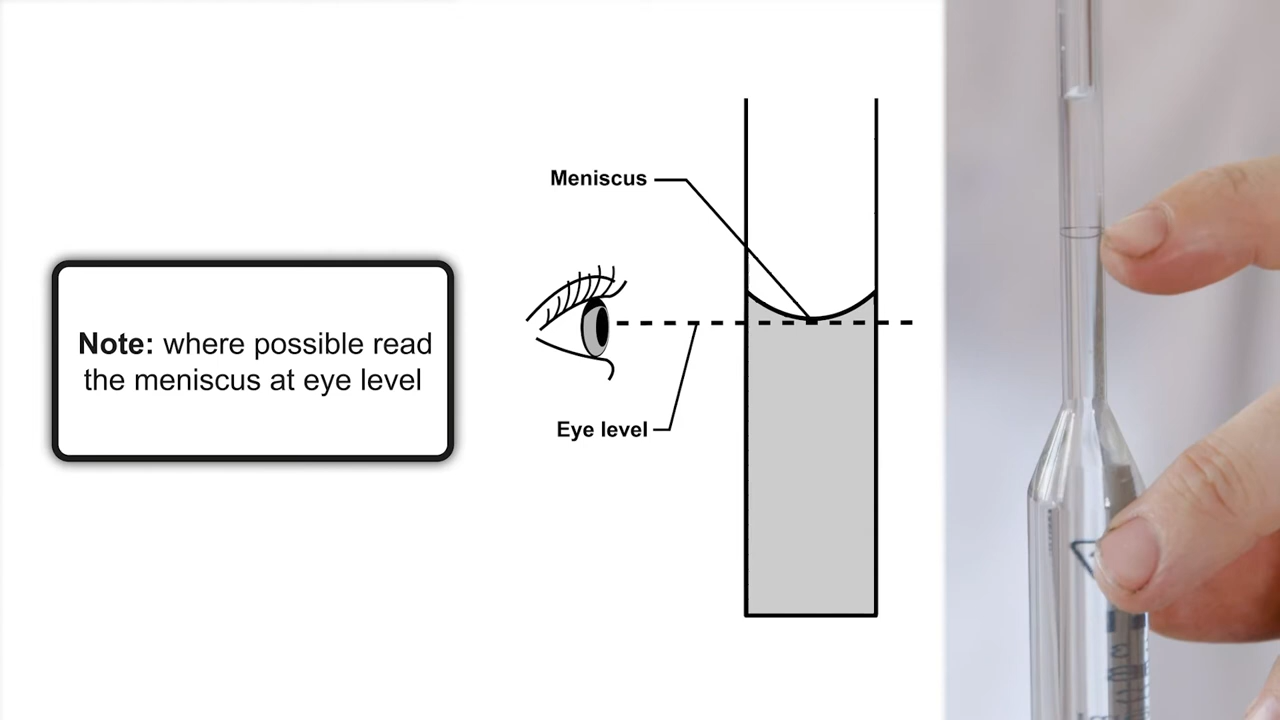 Meniscus
Note: where possible read
the meniscus at eye level
Eye level